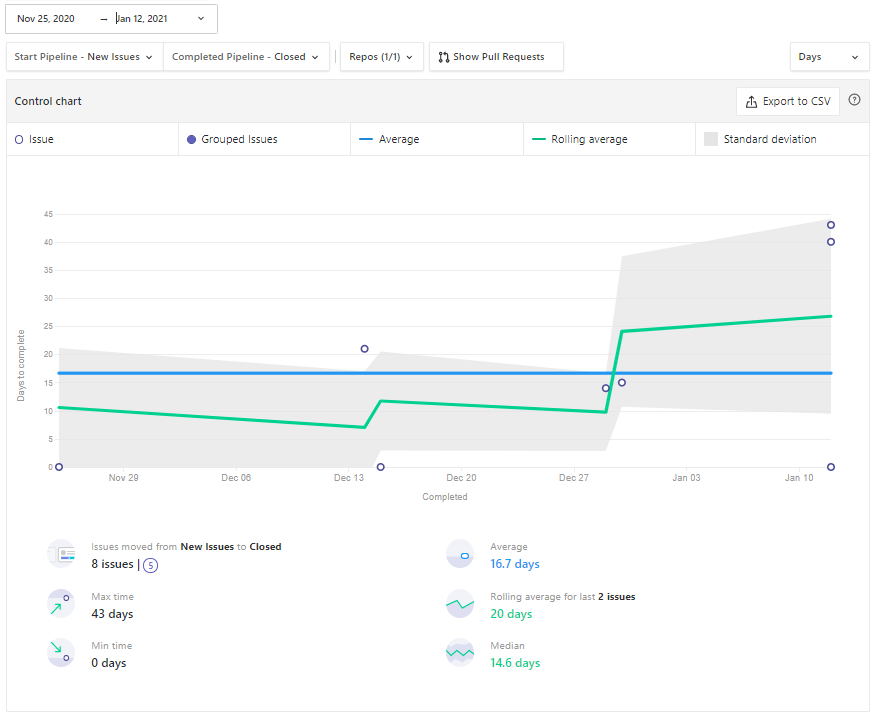 Nov 25, 2020 → Jan 12, 2021
Start Pipeline - New Issues Completed Pipeline - Closed Repos (1/1) Show Pull Requests Days
Control chart Export to CSV ?
Issue Grouped Issues Average Rolling average Standard deviation
45
40
35
30
25
20
15
10
5
0
Days to complete
Nov 29 Dec 06 Dec 13 Dec 20 Dec 27 Jan 03 Jan 10
Completed
Issues moved from New Issues to Closed
8 issues | 5
Max time
43 days
Min time
0 days
Average
16.7 days
Rolling average for last 2 issues
20 days
Median
14.6 days